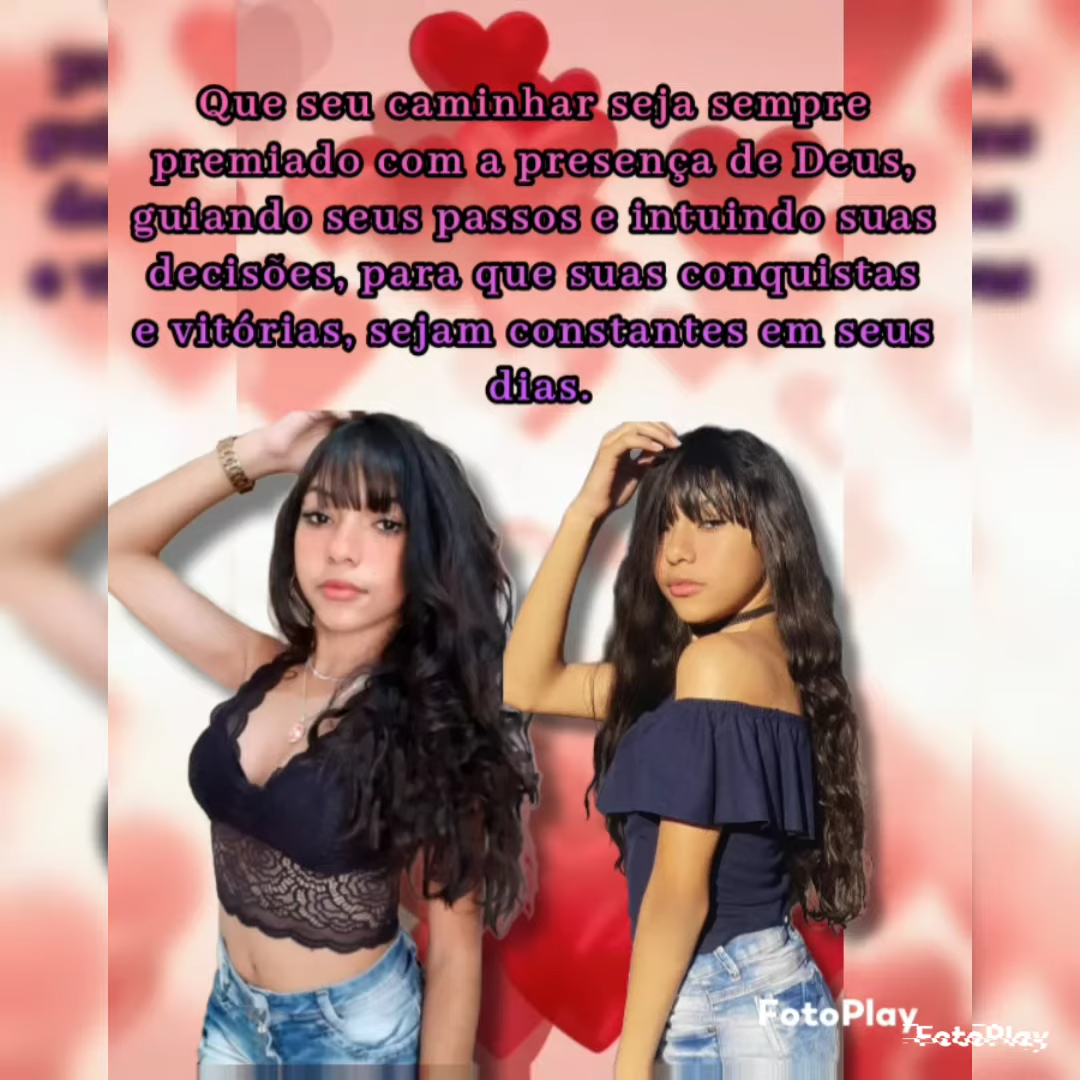 Que seu caminhar seja sempre
premiado com a presença de Deus,
guiando seus passos e intuindo suas
decisões, para que suas conquistas
e vitórias, sejam constantes em seus
dias.
FotoPlay
FotoPlay